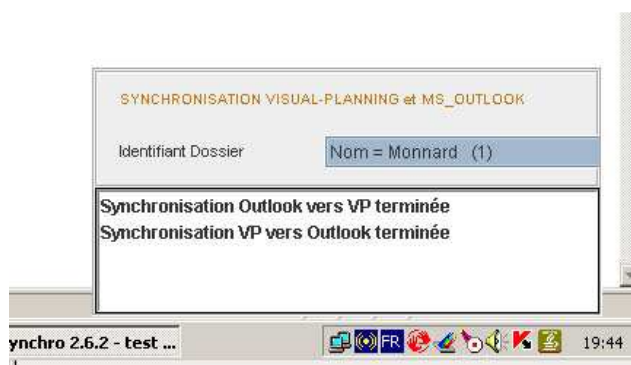 SYNCHRONISATION VISUAL-PLANNING et MS_OUTLOOK
Identifiant Dossier Nom = Monnard (1)
Synchronisation Outlook vers VP terminée
Synchronisation VP vers Outlook terminée
ynchro 2.6.2 - test ... FR K 19:44